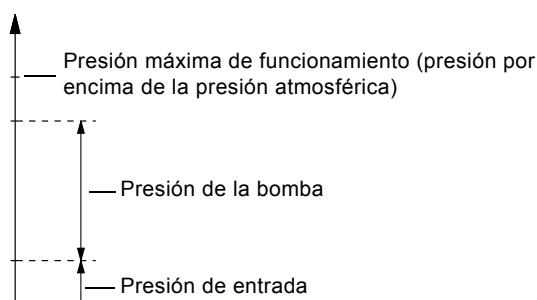 Presión máxima de funcionamiento (presión por
encima de la presión atmosférica)
Presión de la bomba
Presión de entrada